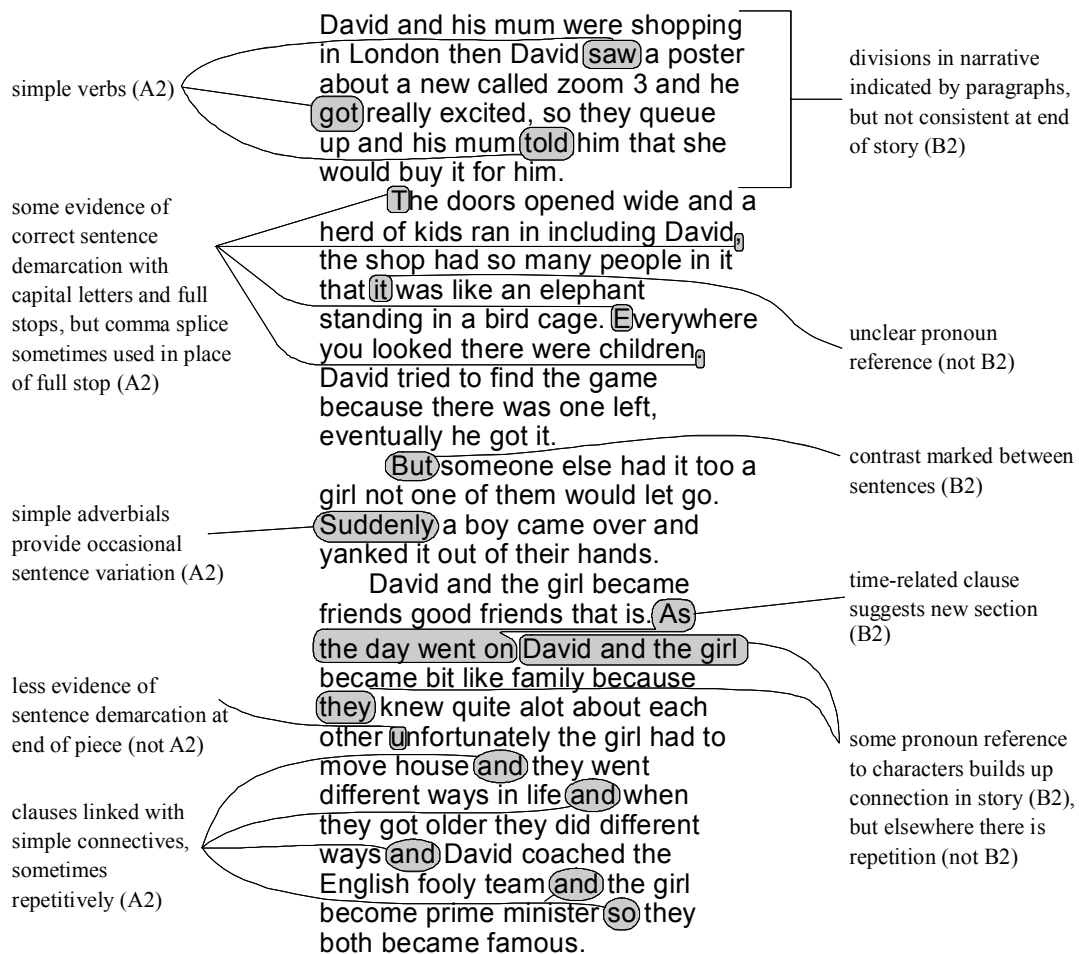 David and his mum were shopping
in London then David saw a poster
about a new called zoom 3 and he
got really excited, so they queue
up and his mum told him that she
would buy it for him.
The doors opened wide and a
herd of kids ran in including David,
the shop had so many people in it
that it was like an elephant
standing in a bird cage. Everywhere
you looked there were children.
David tried to find the game
because there was one left,
eventually he got it.
But someone else had it too a
girl not one of them would let go.
Suddenly a boy came over and
yanked it out of their hands.
David and the girl became
friends good friends that is. As
the day went on David and the girl
became bit like family because
they knew quite alot about each
other unfortunately the girl had to
move house and they went
different ways in life and when
they got older they did different
ways and David coached the
English fooly team and the girl
become prime minister so they
both became famous.
simple verbs (A2)
some evidence of
correct sentence
demarcation with
capital letters and full
stops, but comma splice
sometimes used in place
of full stop (A2)
simple adverbials
provide occasional
sentence variation (A2)
less evidence of
sentence demarcation at
end of piece (not A2)
clauses linked with
simple connectives,
sometimes
repetitively (A2)
divisions in narrative
indicated by paragraphs,
but not consistent at end
of story (B2)
unclear pronoun
reference (not B2)
contrast marked between
sentences (B2)
time-related clause
suggests new section
(B2)
some pronoun reference
to characters builds up
connection in story (B2),
but elsewhere there is
repetition (not B2)